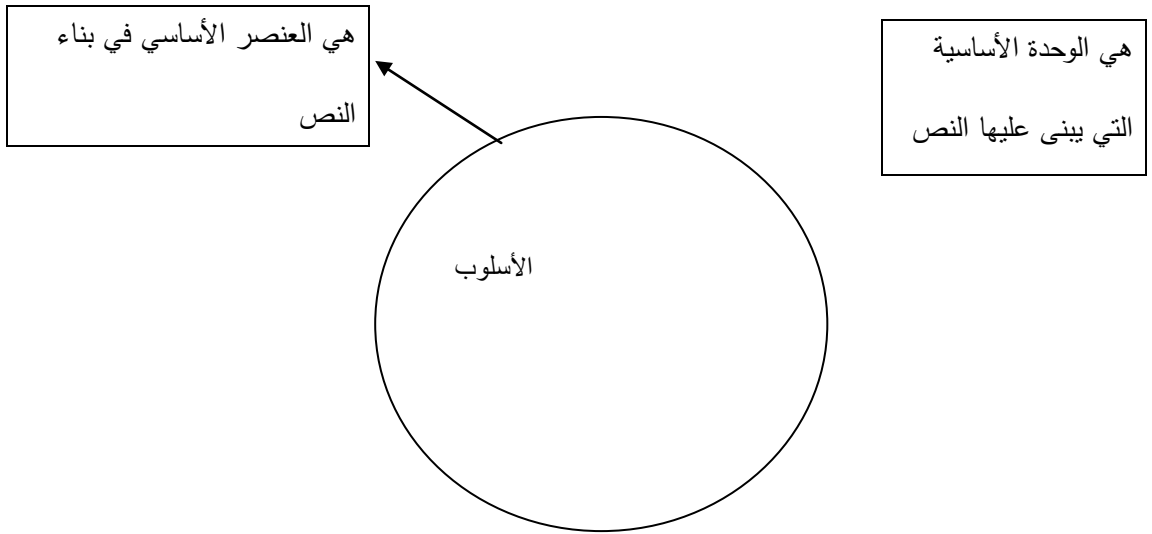 هي الوحدة الأساسية
التي يبنى عليها النص
هي العنصر الأساسي في بناء
النص
الأسلوب